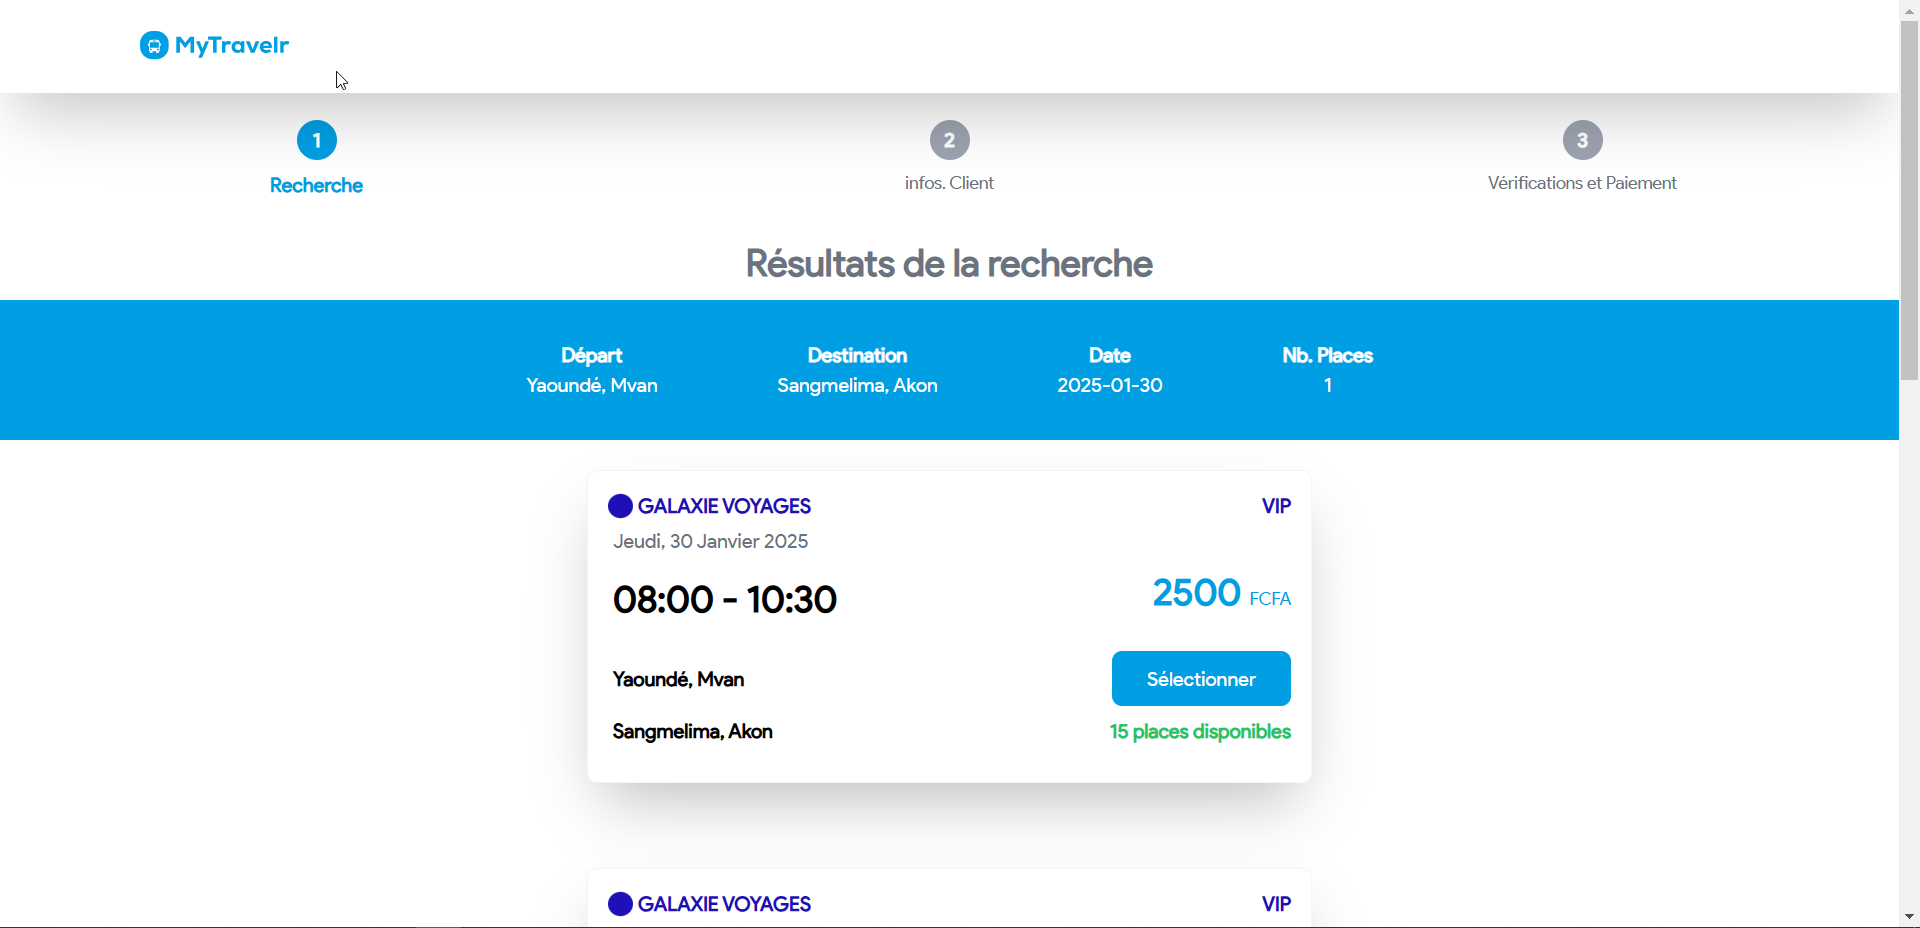 MyTravelr
1 2 3
Recherche infos. Client Vérifications et Paiement
Résultats de la recherche
Départ Destination Date Nb. Places
Yaoundé, Mvan Sangmelima, Akon 2025-01-30 1
GALAXIE VOYAGES VIP
Jeudi, 30 Janvier 2025
08:00 - 10:30 2500 FCFA
Yaoundé, Mvan Sélectionner
Sangmelima, Akon 15 places disponibles
GALAXIE VOYAGES VIP